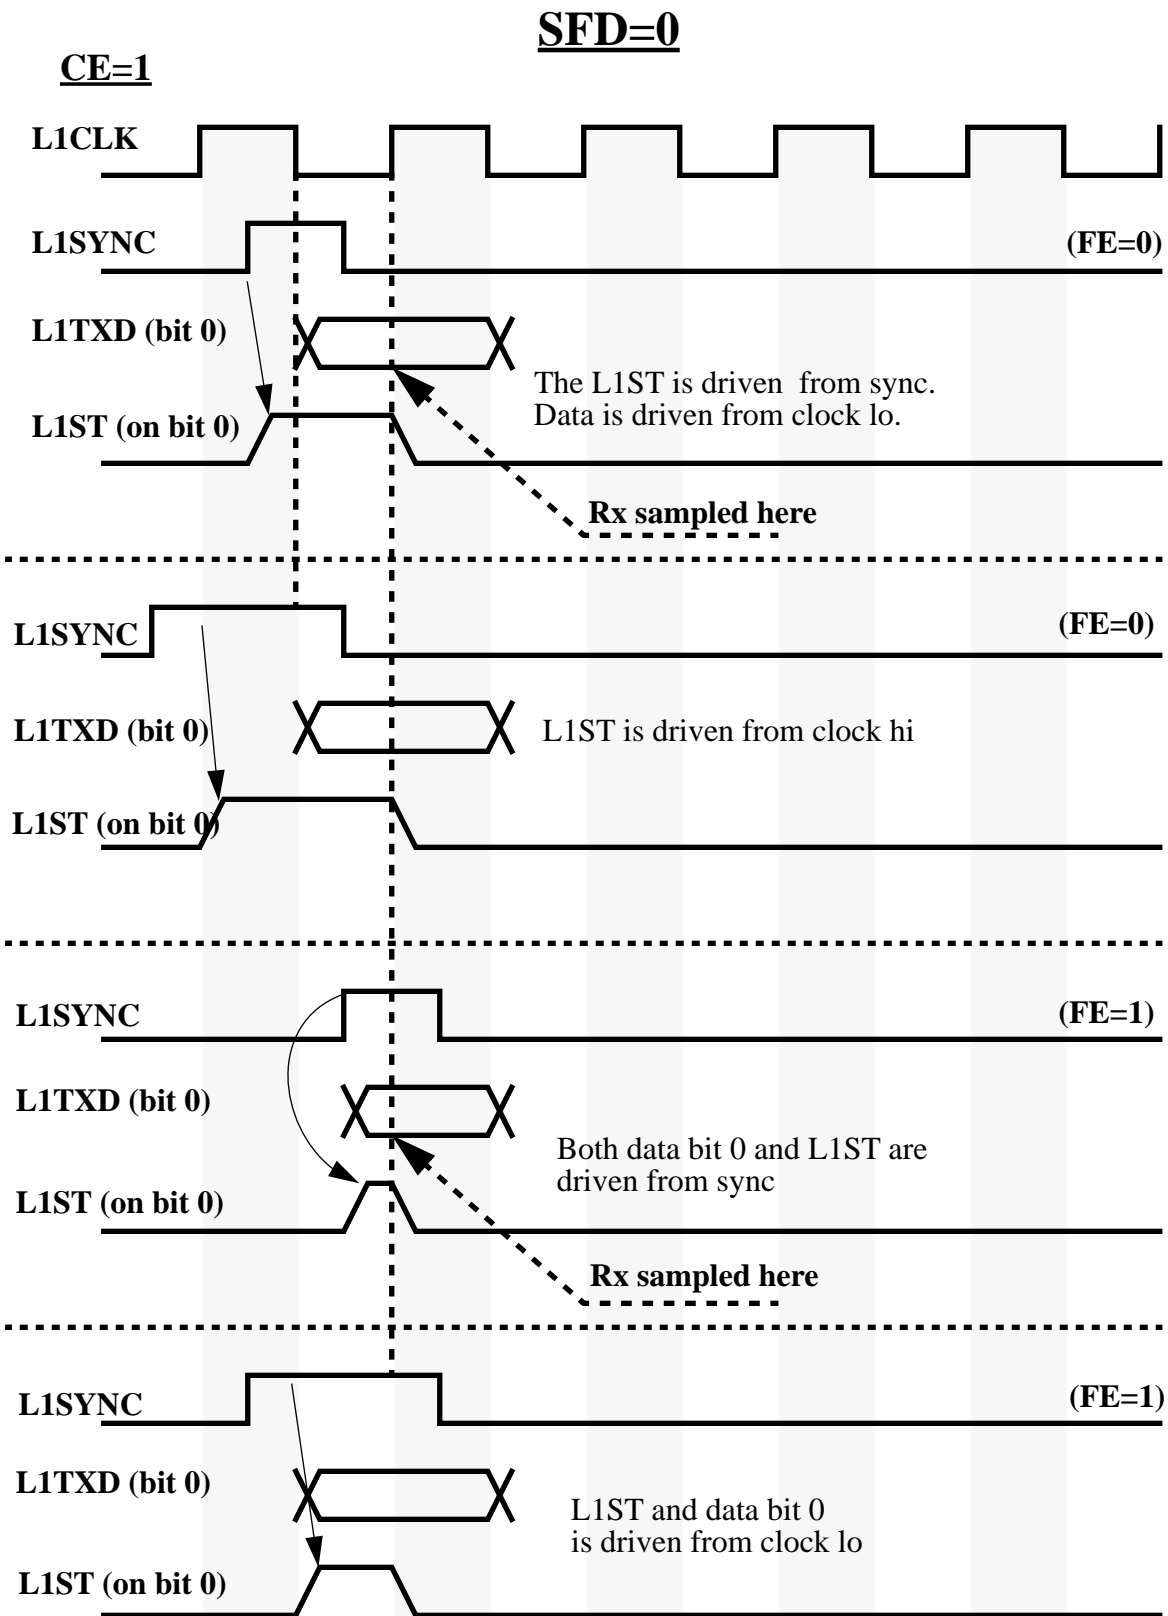 SFD=0
CE=1
L1CLK
L1SYNC
(FE=0)
L1TXD (bit 0)
The L1ST is driven from sync.
Data is driven from clock lo.
L1ST (on bit 0)
Rx sampled here
L1SYNC
(FE=0)
L1TXD (bit 0)
L1ST is driven from clock hi
L1ST (on bit 0)
L1SYNC
(FE=1)
L1TXD (bit 0)
Both data bit 0 and L1ST are
driven from sync
L1ST (on bit 0)
Rx sampled here
L1SYNC
(FE=1)
L1TXD (bit 0)
L1ST and data bit 0
is driven from clock lo
L1ST (on bit 0)